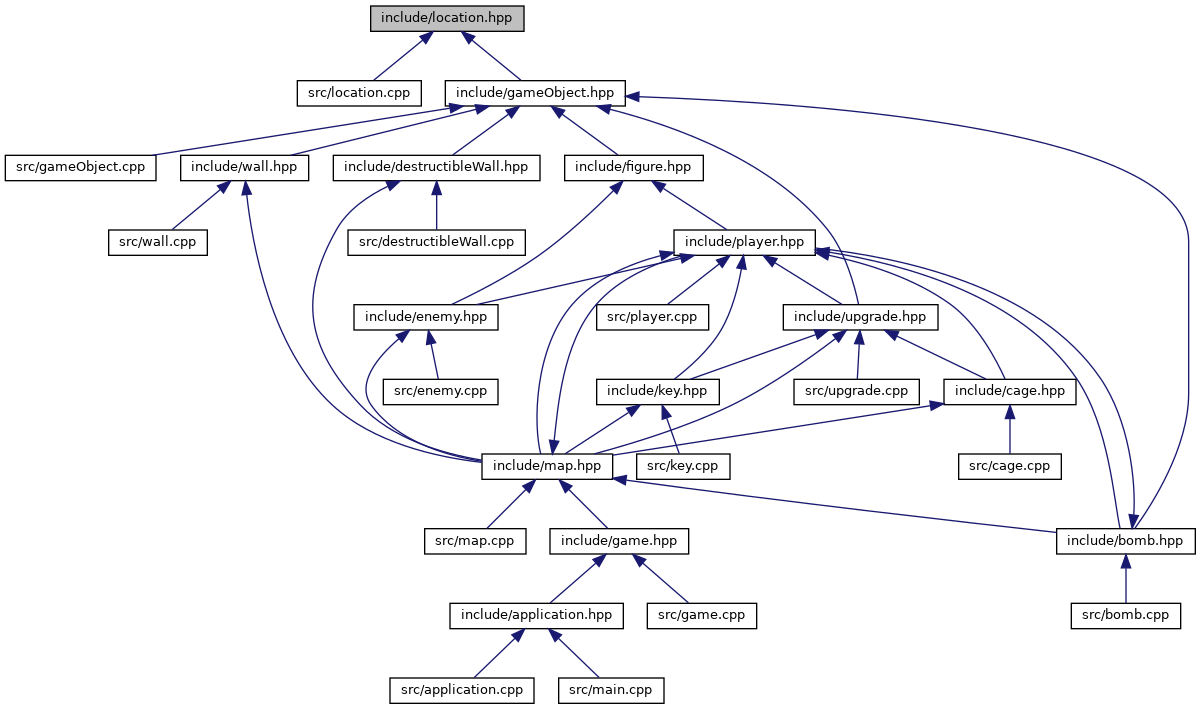 include/location.hpp
src/location.cpp
include/gameObject.hpp
src/gameObject.cpp
include/wall.hpp
include/destructibleWall.hpp
include/figure.hpp
src/wall.cpp
src/destructibleWall.cpp
include/player.hpp
include/enemy.hpp
src/player.cpp
include/upgrade.hpp
src/enemy.cpp
include/key.hpp
src/upgrade.cpp
include/cage.hpp
include/map.hpp
src/key.cpp
src/cage.cpp
src/map.cpp
include/game.hpp
include/bomb.hpp
include/application.hpp
src/game.cpp
src/bomb.cpp
src/application.cpp
src/main.cpp